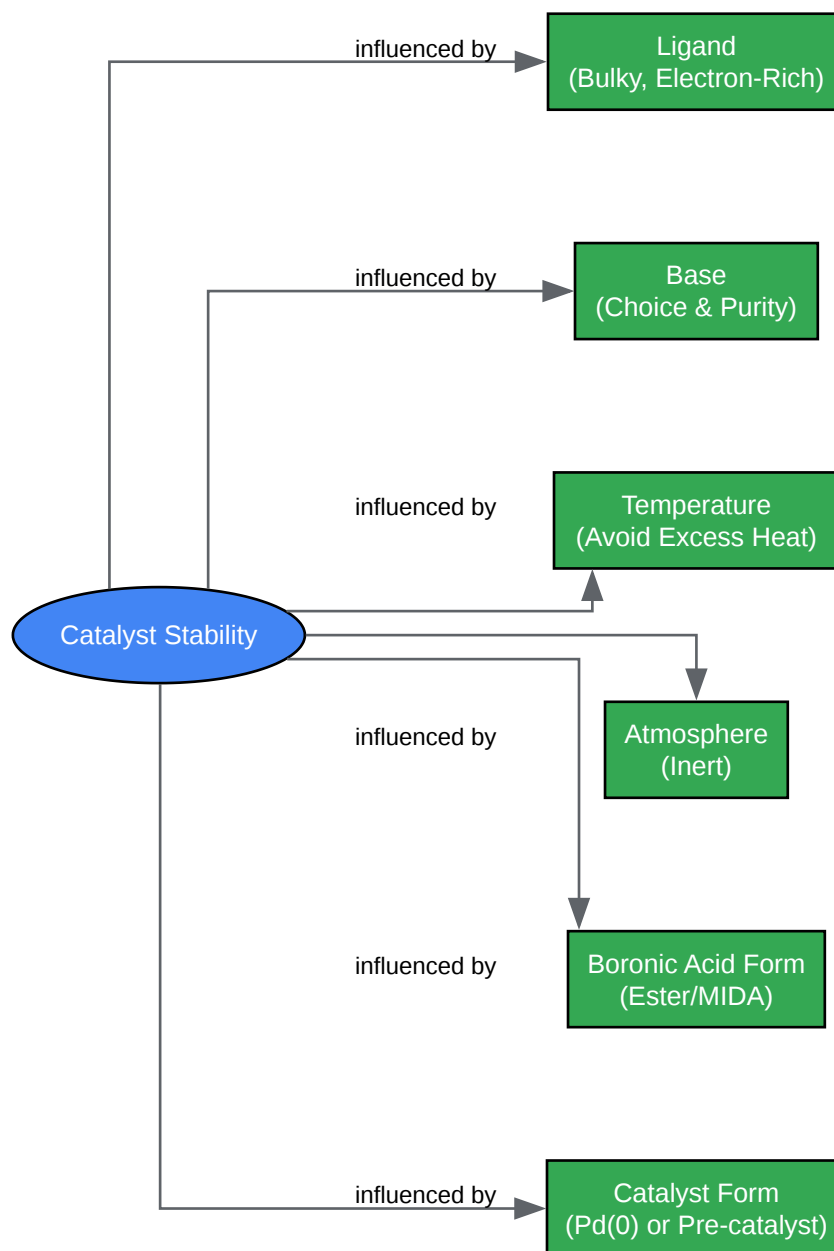 influenced by
Ligand
(Bulky, Electron-Rich)
influenced by
Base
(Choice & Purity)
influenced by
Temperature
(Avoid Excess Heat)
Catalyst Stability
influenced by
Atmosphere
(Inert)
influenced by
Boronic Acid Form
(Ester/MIDA)
influenced by
Catalyst Form
(Pd(0) or Pre-catalyst)